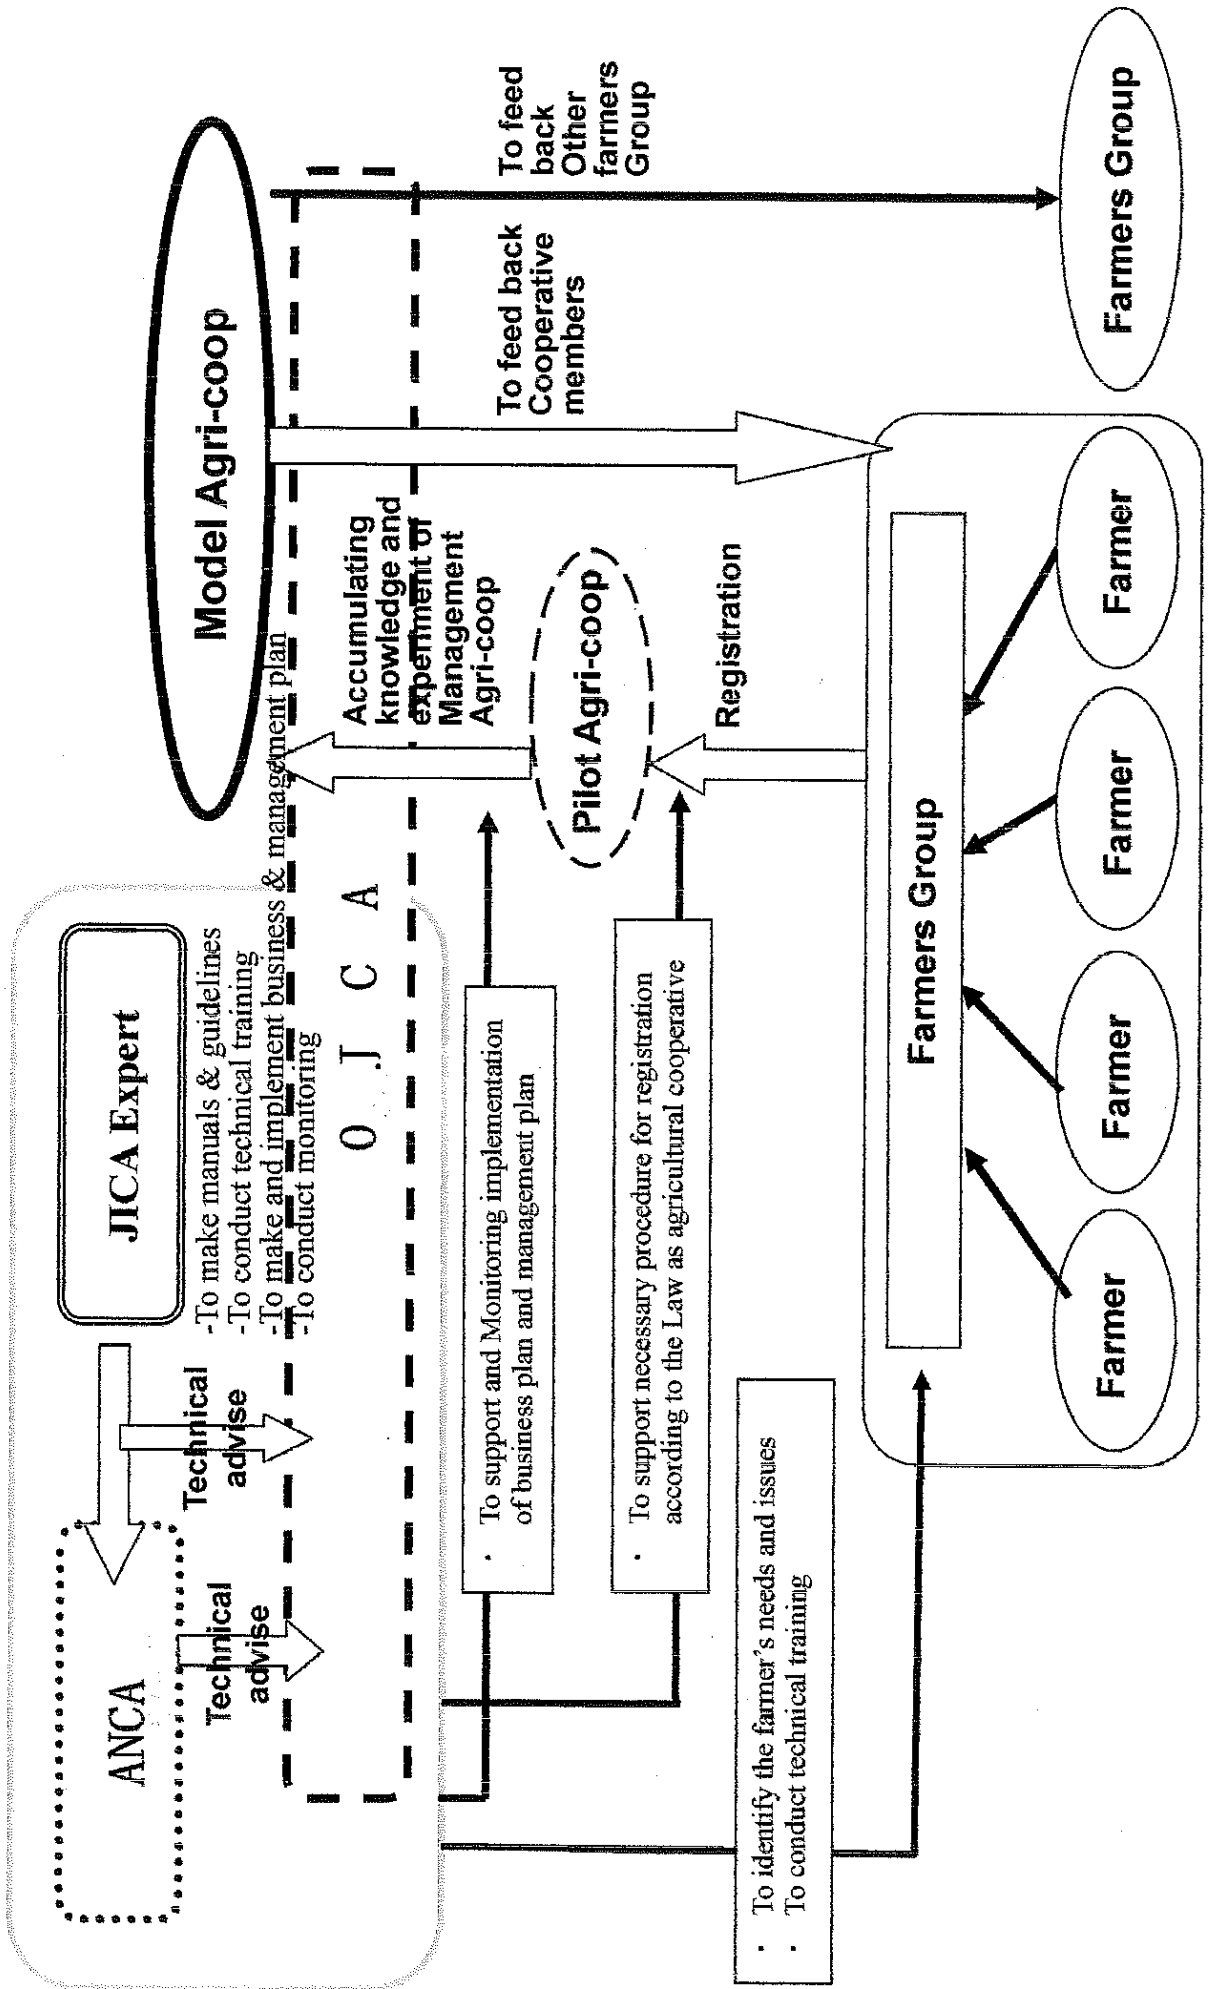 ANCA
JICA Expert
Technical
advise
Technical
advise
-To make manuals & guidelines
-To conduct technical training
-To make and implement business & management plan
-To conduct monitoring
Model Agri-coop
O J C A
Accumulating
knowledge and
experiment of
Management
Agri-coop
To feed back
Cooperative
members
To feed
back
Other
farmers
Group
· To support and Monitoring implementation
of business plan and management plan
Pilot Agri-coop
· To support necessary procedure for registration
according to the Law as agricultural cooperative
Registration
· To identify the farmer's needs and issues
· To conduct technical training
Farmers Group
Farmer
Farmer
Farmer
Farmer
Farmers Group